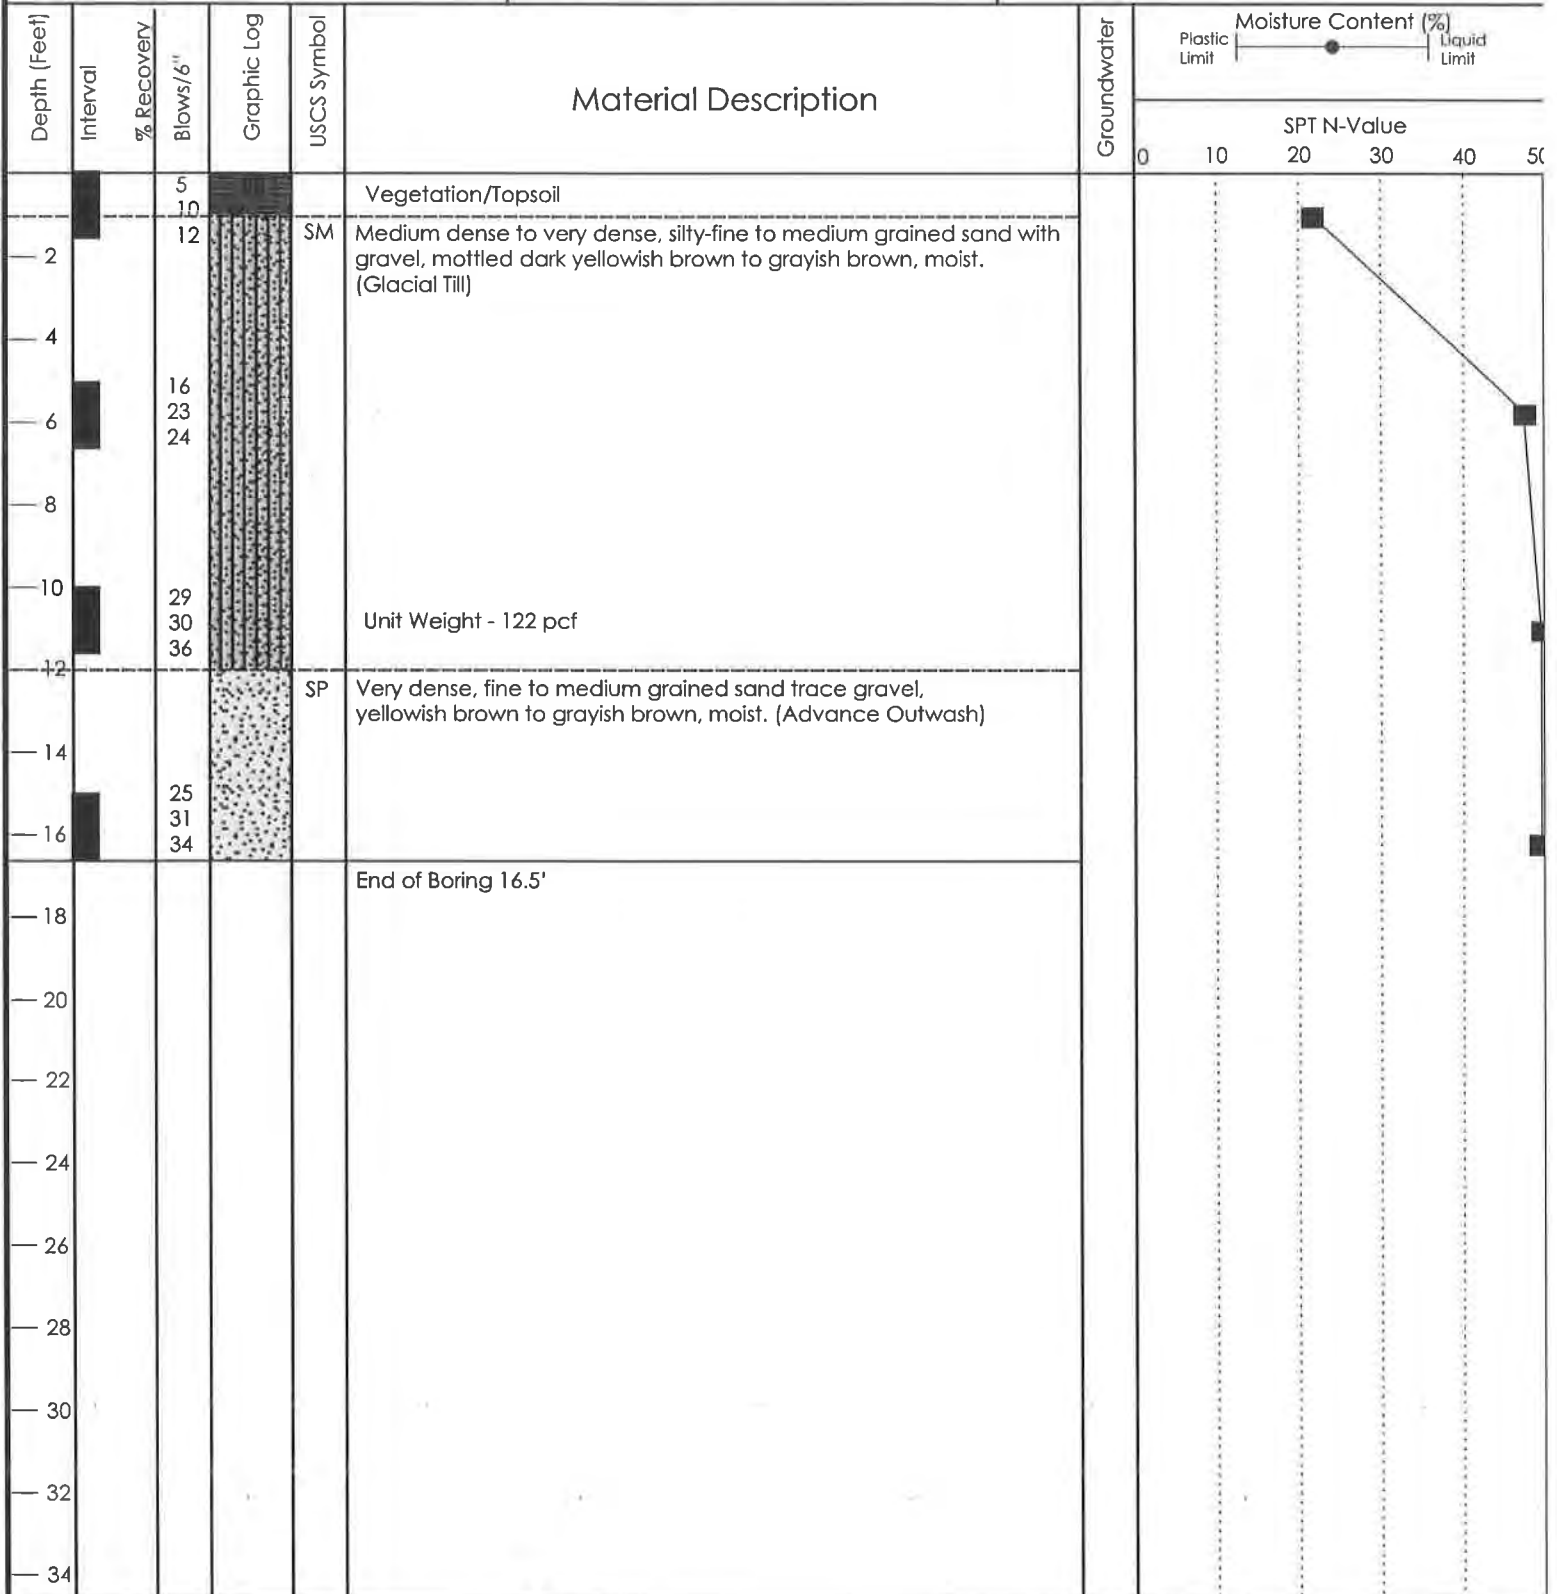 Depth (Feet)
Interval
% Recovery
Blows/6"
Graphic Log
USCS Symbol
Material Description
Groundwater
Moisture Content (%)
Plastic
Limit
Liquid
Limit
SPT N-Value
0 10 20 30 40 50
5
10
12
Vegetation/Topsoil
SM
Medium dense to very dense, silty-fine to medium grained sand with
gravel, mottled dark yellowish brown to grayish brown, moist.
(Glacial Till)
2
4
16
23
24
6
8
10
29
30
36
Unit Weight - 122 pcf
12
SP
Very dense, fine to medium grained sand trace gravel,
yellowish brown to grayish brown, moist. (Advance Outwash)
14
25
31
34
16
End of Boring 16.5'
18
20
22
24
26
28
30
32
34